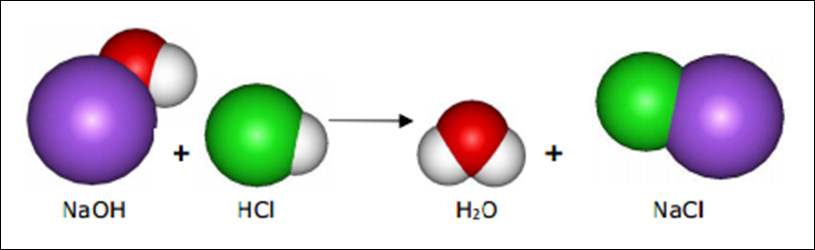 + +
NaOH HCl H₂O NaCl